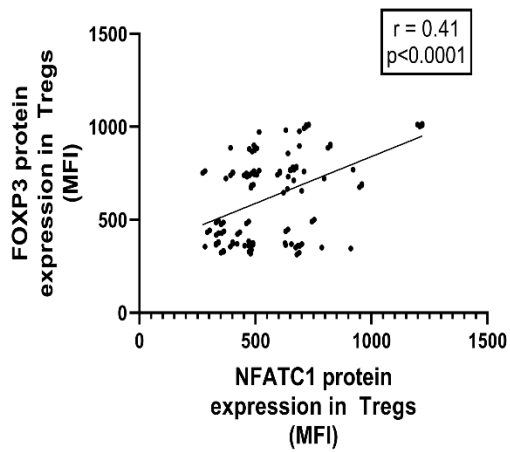 r = 0.41
p<0.0001
1500
1000
500
0
FOXP3 protein
expression in Tregs
(MFI)
0
500
1000
1500
NFATC1 protein
expression in Tregs
(MFI)